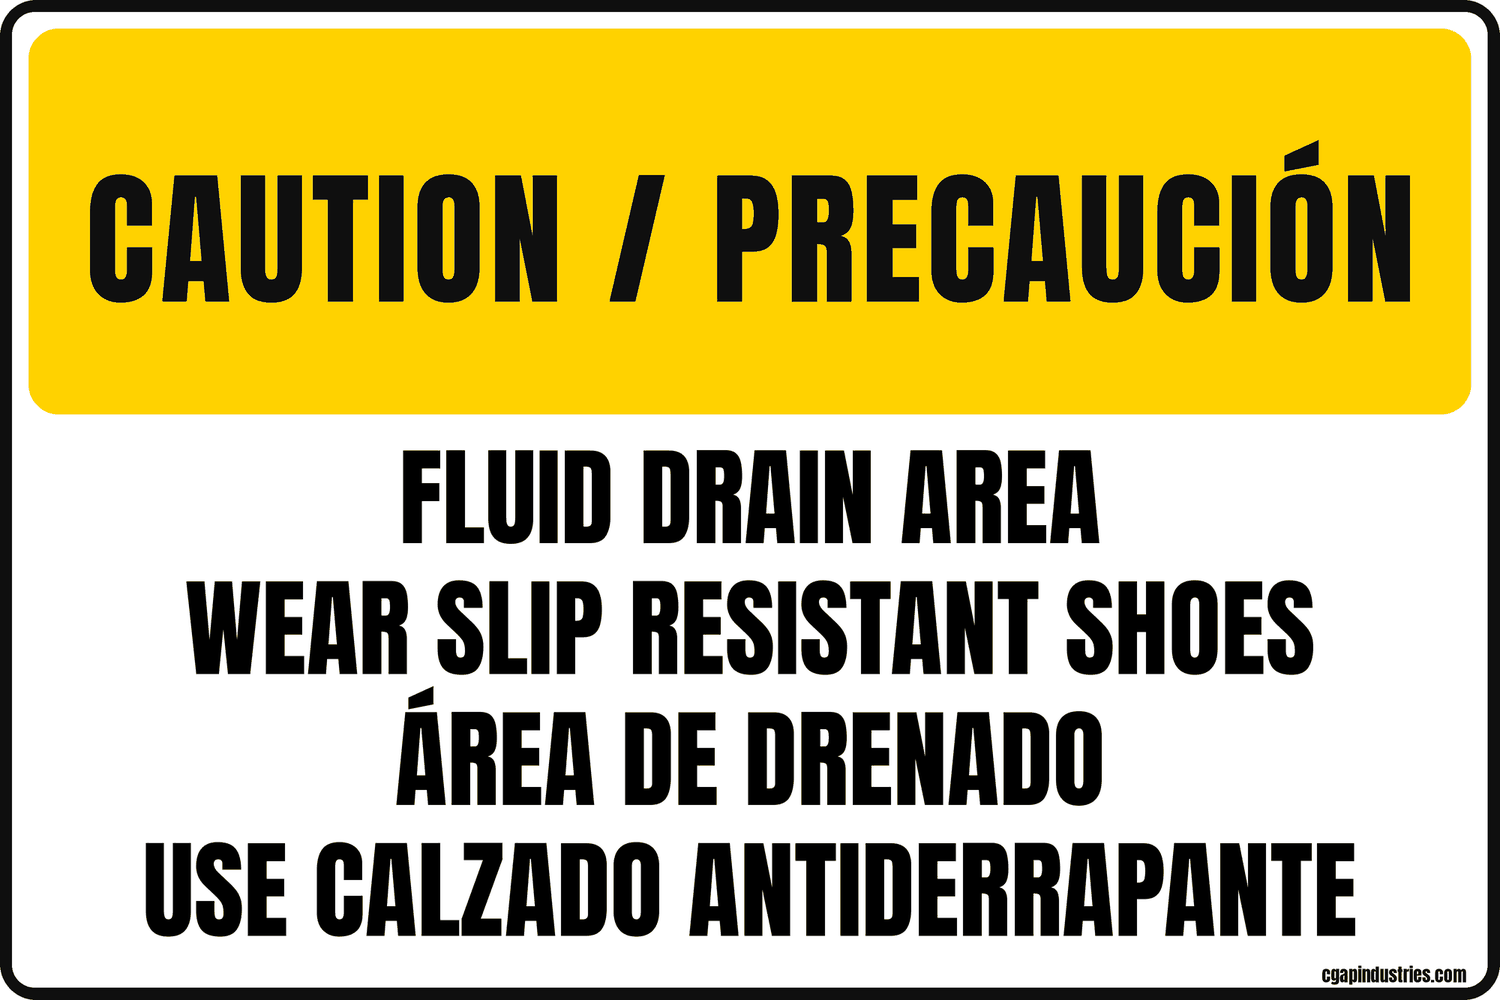 CAUTION / PRECAUCIÓN
FLUID DRAIN AREA
WEAR SLIP RESISTANT SHOES
ÁREA DE DRENADO
USE CALZADO ANTIDERRAPANTE
cgapindustries.com